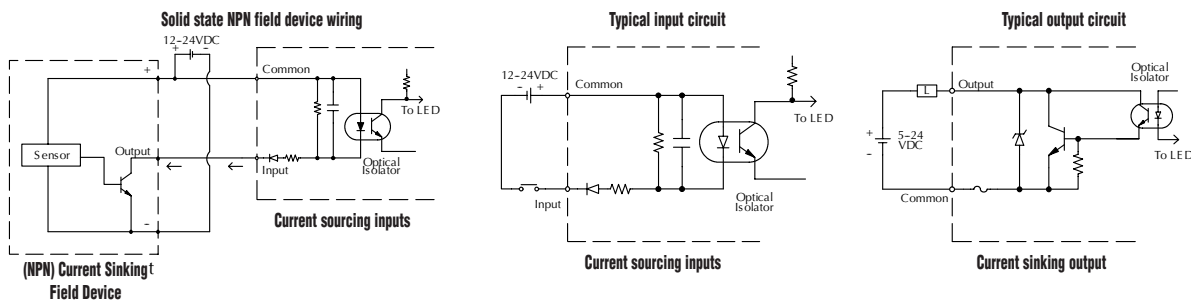 Solid state NPN field device wiring
12-24VDC
+ -
+
Common
To LED
Sensor
Output
Input
Optical
Isolator
-
Current sourcing inputs
(NPN) Current Sinking
Field Device
t
Typical input circuit
12-24VDC
- +
Common
To LED
Input
Optical
Isolator
Current sourcing inputs
Typical output circuit
Optical
Isolator
Output
L
+
5-24
VDC
-
To LED
Common
Current sinking output